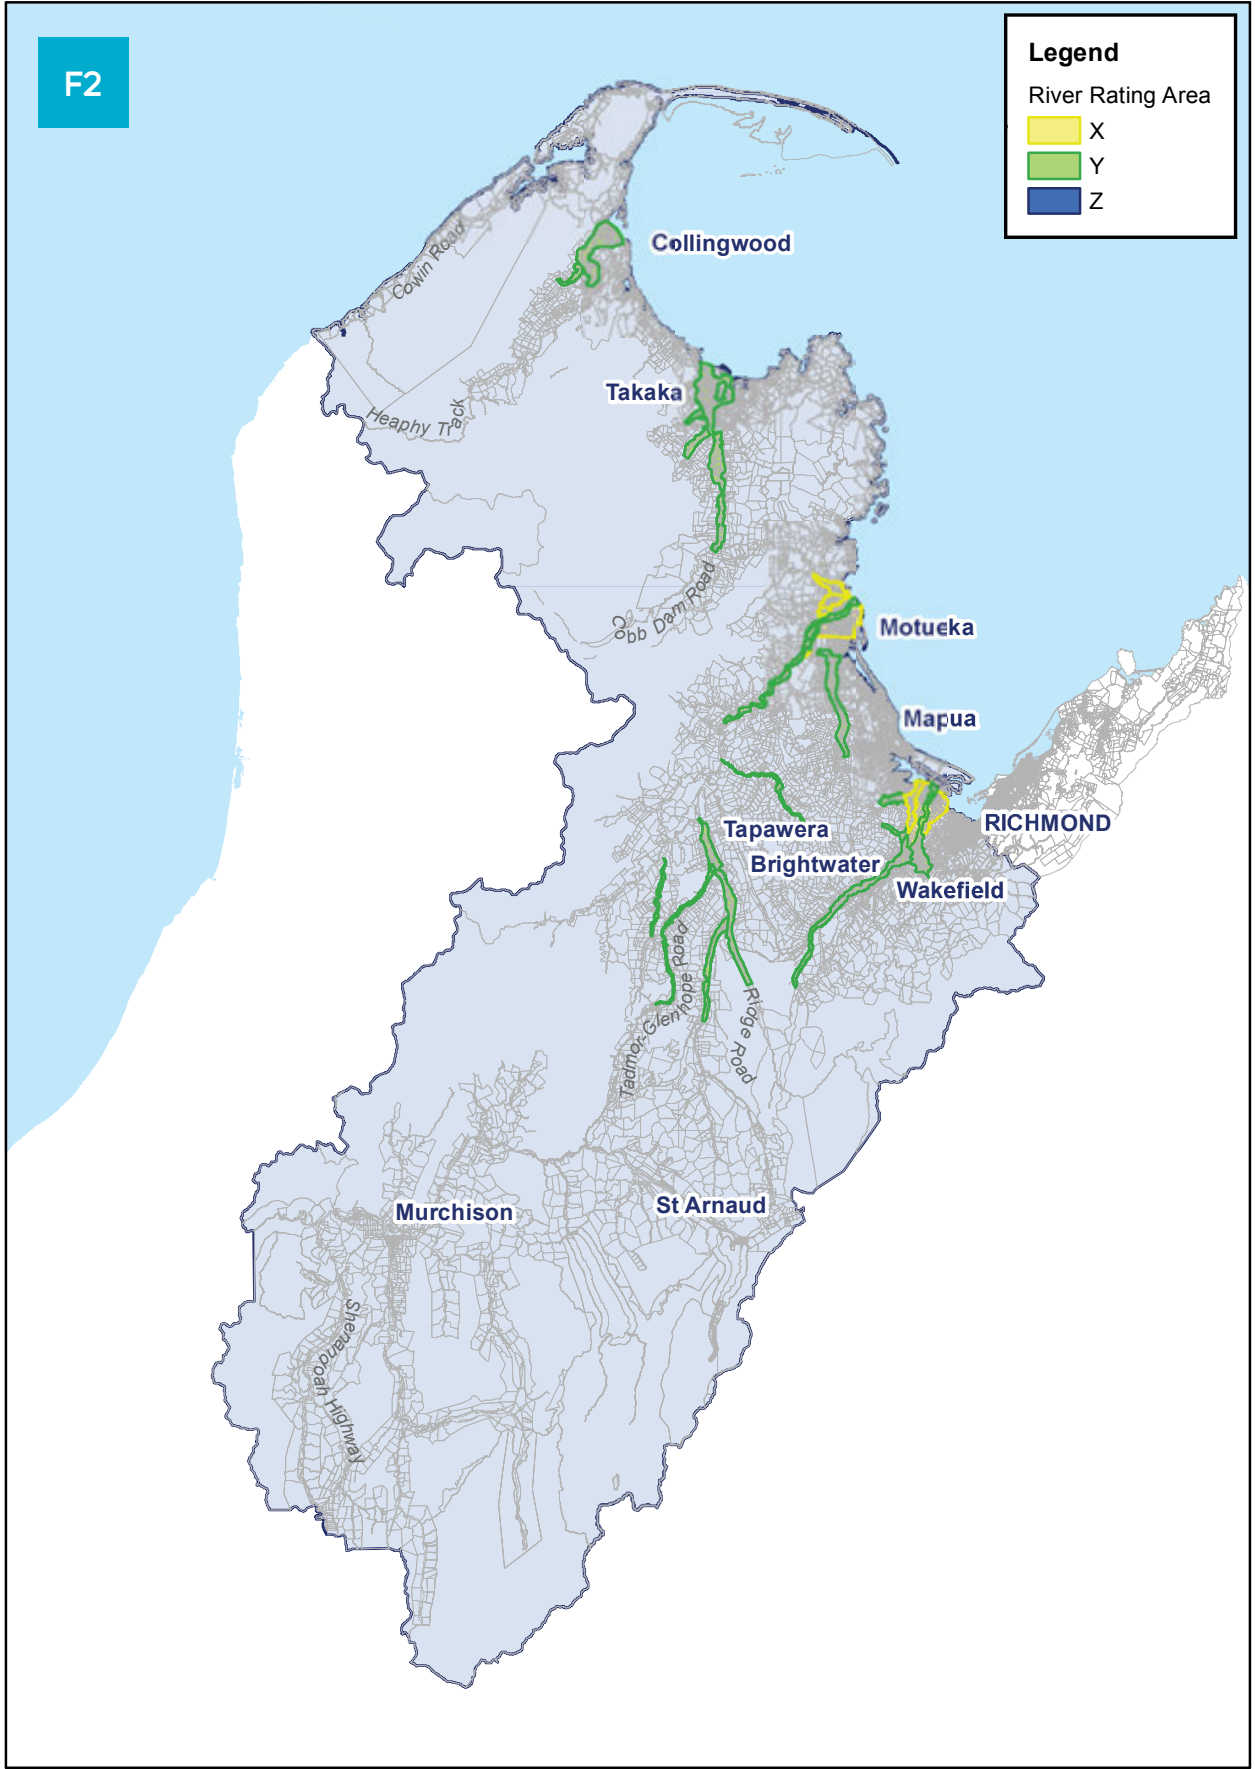 F2
Legend
River Rating Area
X
Y
Z
Collingwood
Cowin Road
Takaka
Heaphy Track
Cobb Dam Road
Motueka
Mapua
RICHMOND
Tapawera
Brightwater
Wakefield
Tadmor-Glenhope Road
Ridge Road
Murchison
St Arnaud
Shenandoah Highway